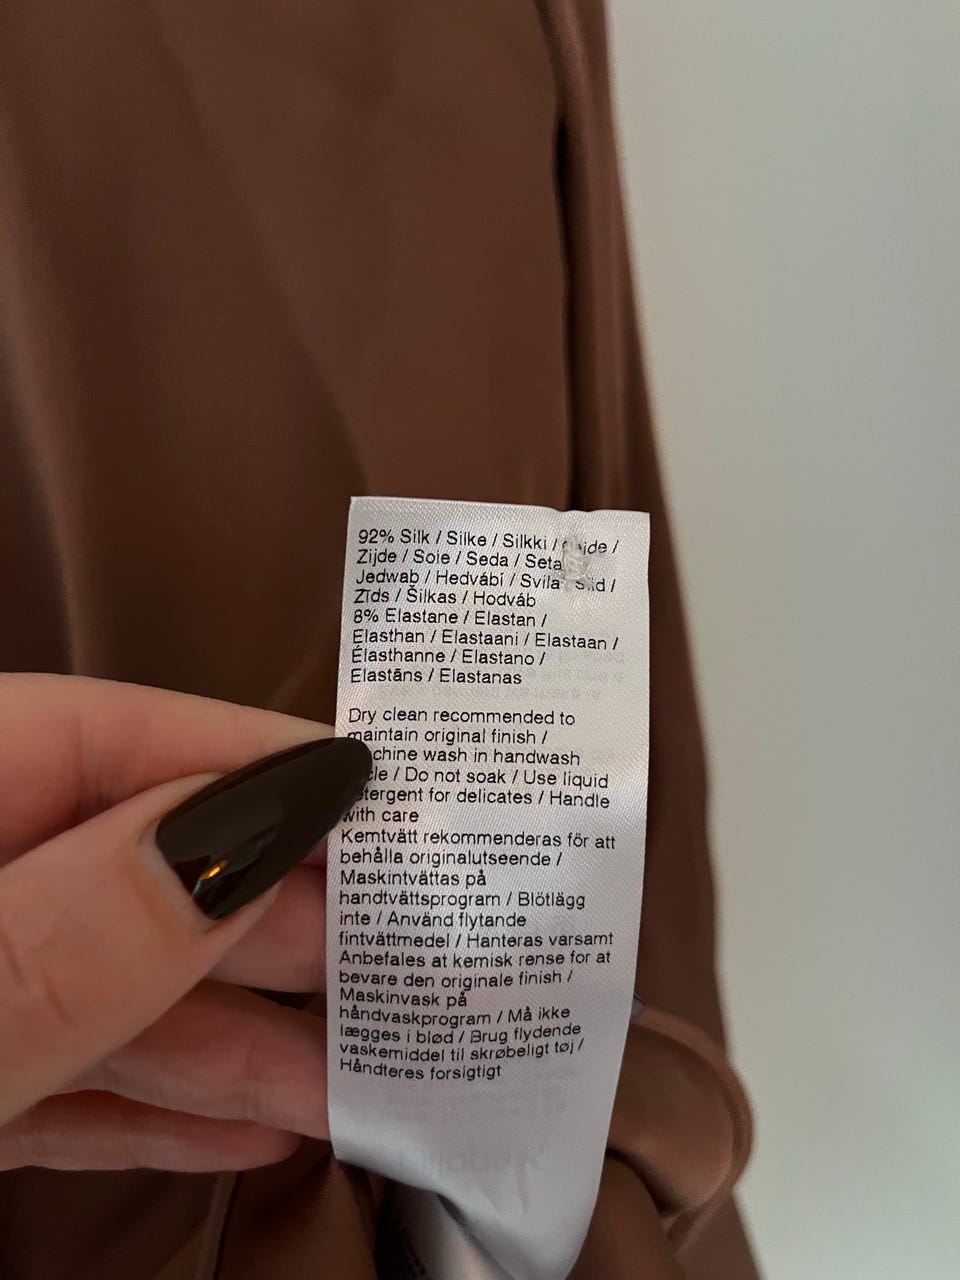 92% Silk / Silke / Silkki / /
Zijde / Soie / Seda / Seta
Jedwab / Hedvábí / Svila /
Zīds / Šilkas / Hodváb
8% Elastane / Elastan /
Elasthan / Elastaani / Elastaan /
Élasthanne / Elastano /
Elastāns / Elastanas
Dry clean recommended to
maintain original finish /
wash in handwash
/ Do not soak / Use liquid
for delicates / Handle
with care
Kemtvätt rekommenderas för att
behålla originalutseende /
Maskintvättas på
handtvättsprogram / Blötlägg
inte / Använd flytande
fintvättmedel / Hanteras varsamt
Anbefales at kemisk rense for at
bevare den originale finish /
Maskinvask på
håndvaskprogram / Må ikke
lægges i blød / Brug flydende
vaskemiddel til skrøbeligt tøj /
Håndteres forsigtigt